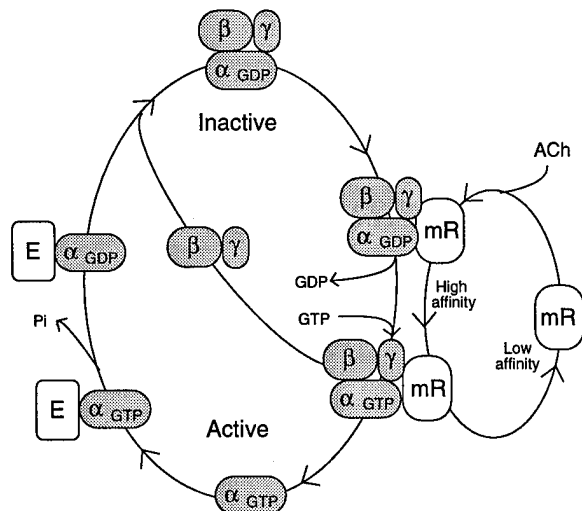 β γ
α GDP
Inactive
ACh
β γ
α GDP mR
E α GDP
β γ
GDP
High
affinity
GTP
mR
Pi
Low
affinity
β γ
α GTP mR
E α GTP
Active
α GTP